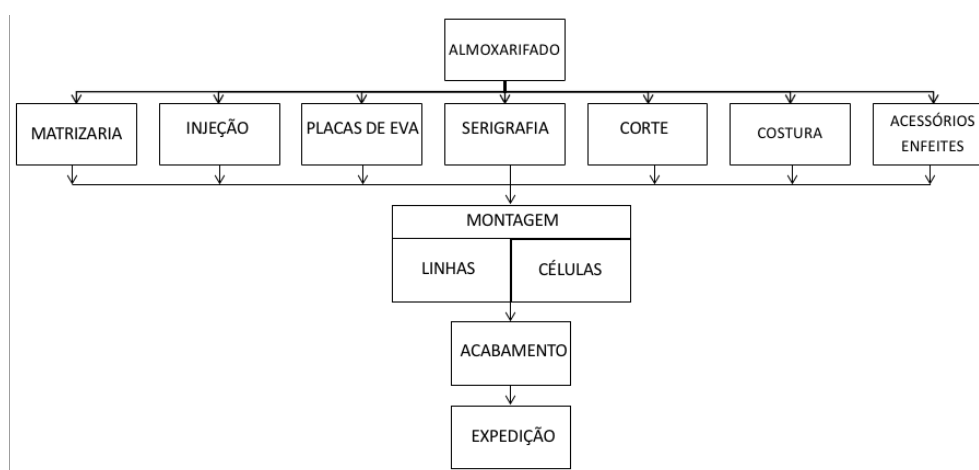 ALMOXARIFADO
MATRIZARIA
INJEÇÃO
PLACAS DE EVA
SERIGRAFIA
CORTE
COSTURA
ACESSÓRIOS
ENFEITES
MONTAGEM
LINHAS
CÉLULAS
ACABAMENTO
EXPEDIÇÃO